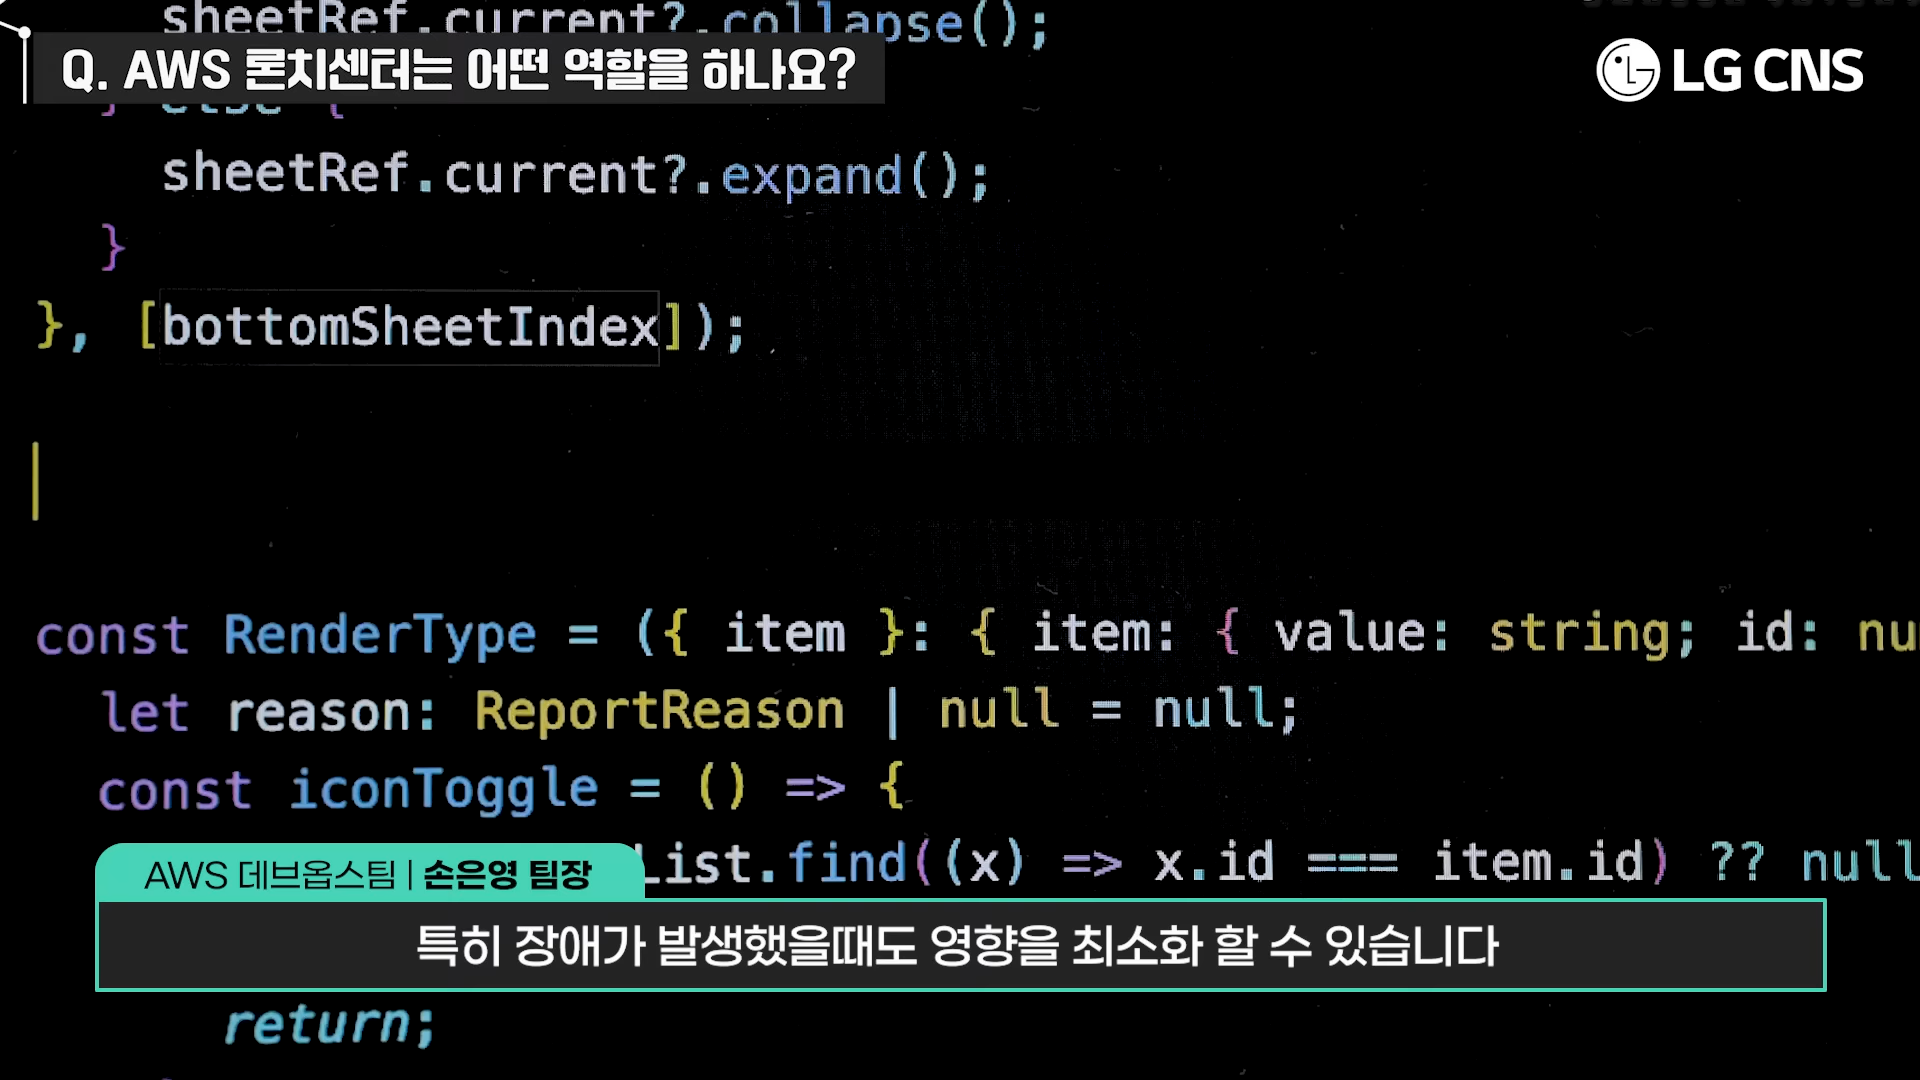 sheetRef.current?.collapse();
Q. AWS 론치센터는 어떤 역할을 하나요?
LG CNS
} else {
sheetRef.current?.expand();
}
}, [bottomSheetIndex]);
const RenderType = ({ item }: { item: { value: string; id: nu
let reason: ReportReason | null = null;
const iconToggle = () => {
List.find((x) => x.id === item.id) ?? null
AWS 데브옵스팀 | 손은영 팀장
특히 장애가 발생했을때도 영향을 최소화 할 수 있습니다
return;